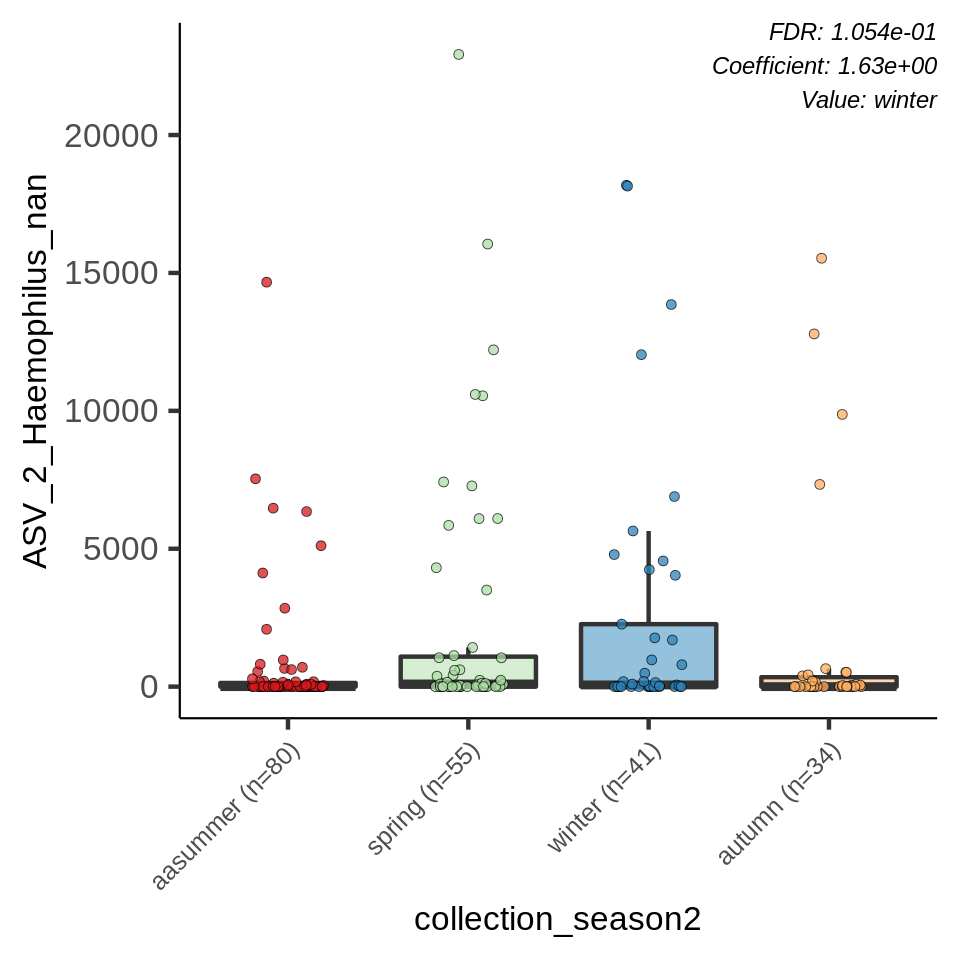 FDR: 1.054e-01
Coefficient: 1.63e+00
Value: winter
20000
15000
10000
5000
0
ASV_2_Haemophilus_nan
aasummer (n=80)
spring (n=55)
winter (n=41)
autumn (n=34)
collection_season2